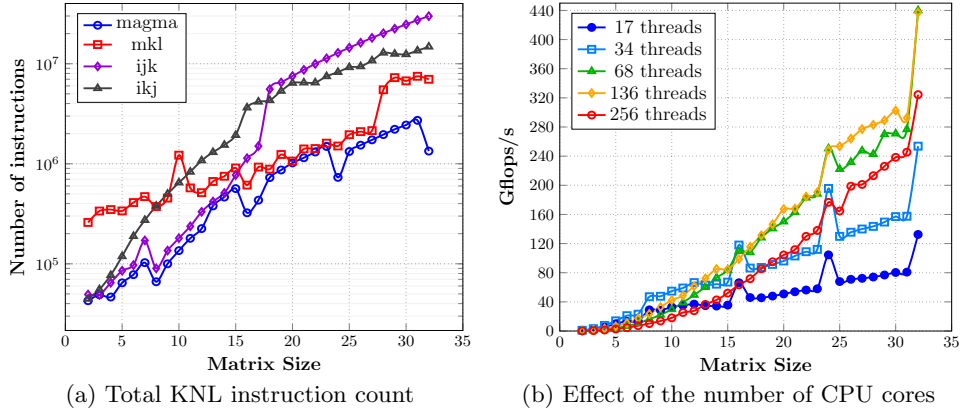 Number of instructions
10^7
10^6
10^5
magma
mkl
ijk
ikj
0 5 10 15 20 25 30 35
Matrix Size
(a) Total KNL instruction count
Gflops/s
440
400
360
320
280
240
200
160
120
80
40
0
17 threads
34 threads
68 threads
136 threads
256 threads
0 5 10 15 20 25 30 35
Matrix Size
(b) Effect of the number of CPU cores